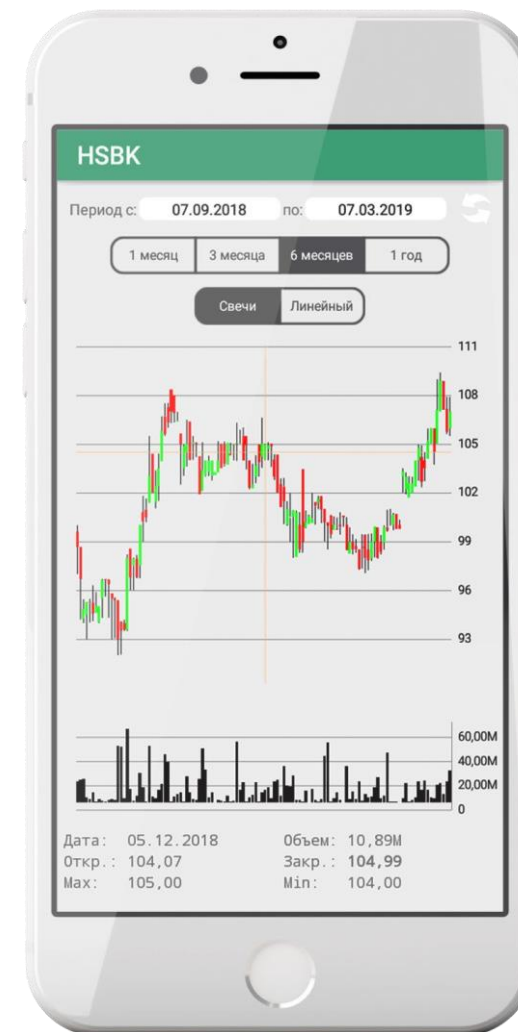 HSBK
Период с: 07.09.2018 по: 07.03.2019
1 месяц 3 месяца 6 месяцев 1 год
Свечи Линейный
111
108
105
102
99
96
93
60,00M
40,00M
20,00M
0
Дата: 05.12.2018 Объем: 10,89M
Откр.: 104,07 Закр.: 104,99
Max: 105,00 Min: 104,00